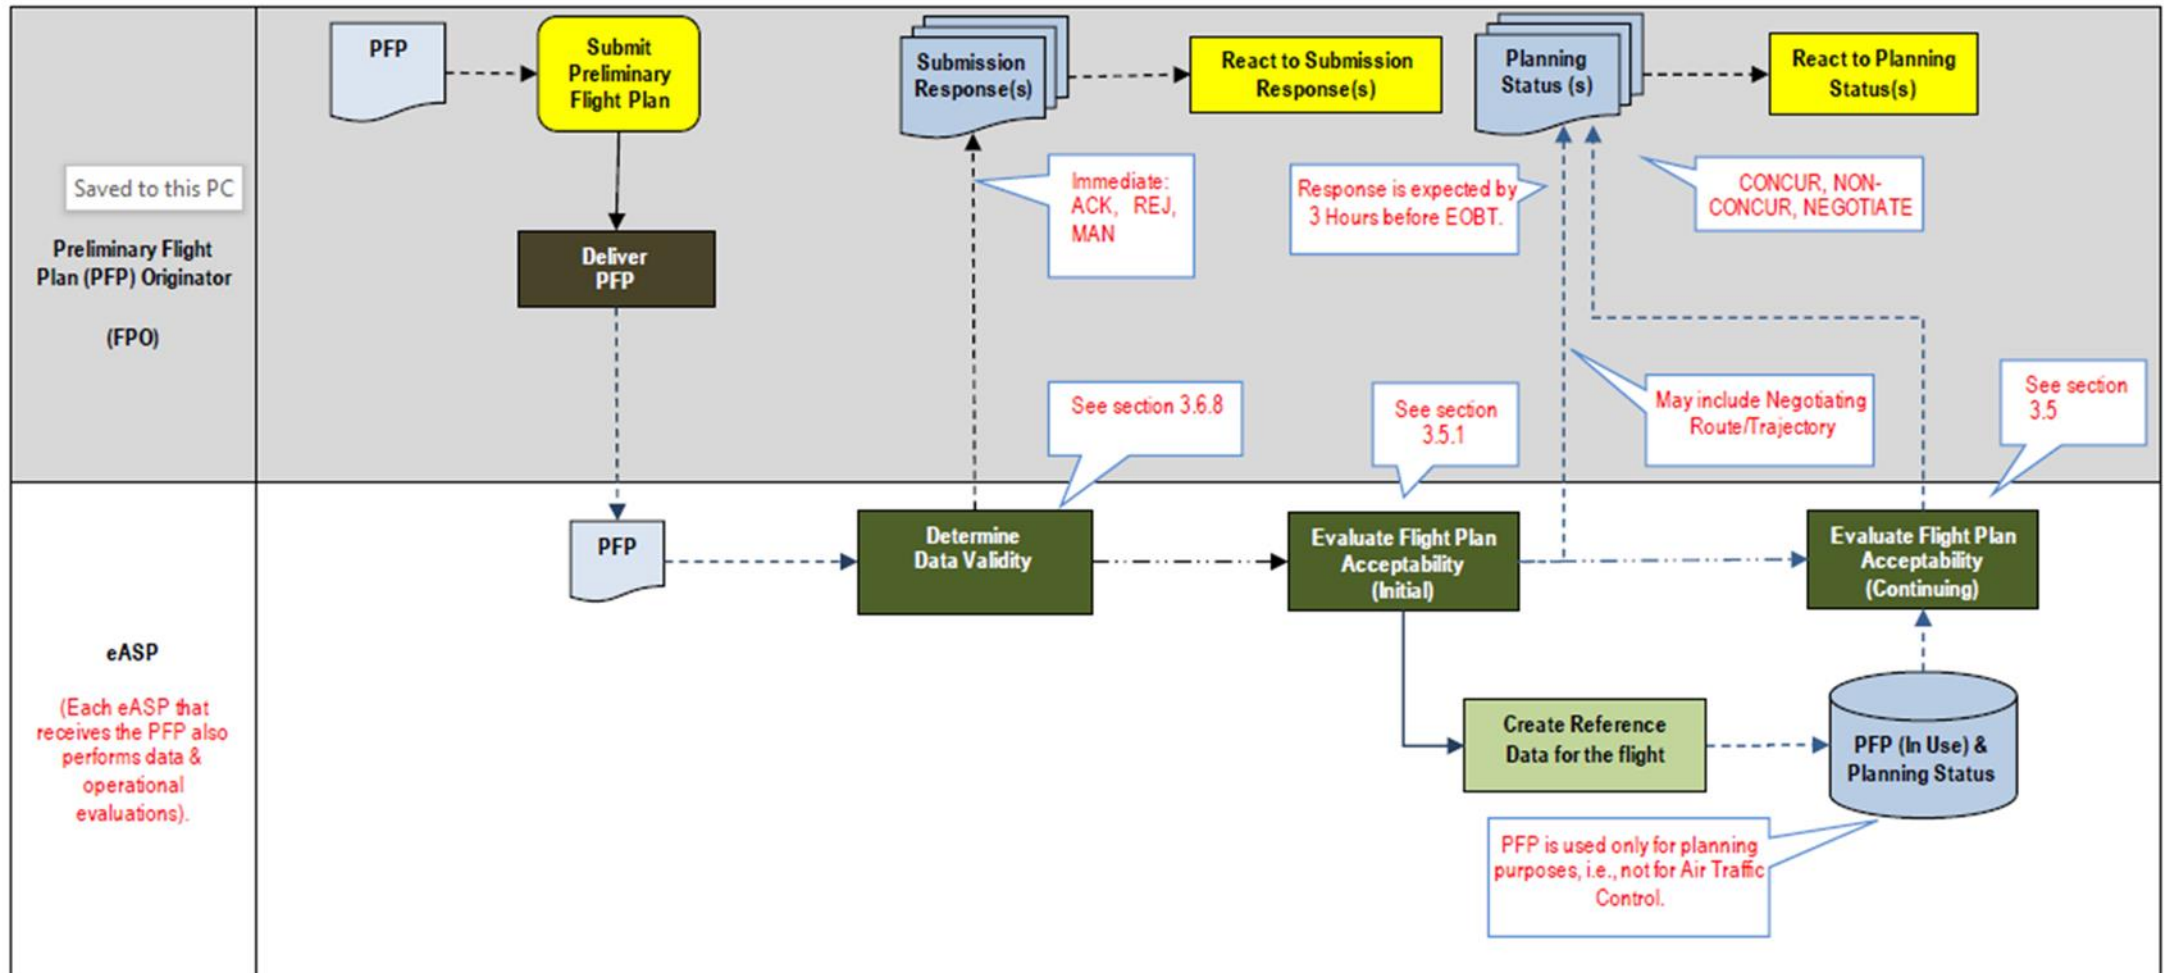 PFP
Submit
Preliminary
Flight Plan
Submission
Response(s)
React to Submission
Response(s)
Planning
Status (s)
React to Planning
Status(s)
Saved to this PC
Preliminary Flight
Plan (PFP) Originator
(FPO)
Deliver
PFP
Immediate:
ACK, REJ,
MAN
Response is expected by
3 Hours before EOBT.
CONCUR, NON-
CONCUR, NEGOTIATE
See section 3.6.8
See section
3.5.1
May include Negotiating
Route/Trajectory
See section
3.5
eASP
(Each eASP that
receives the PFP also
performs data &
operational
evaluations).
PFP
Determine
Data Validity
Evaluate Flight Plan
Acceptability
(Initial)
Evaluate Flight Plan
Acceptability
(Continuing)
Create Reference
Data for the flight
PFP (In Use) &
Planning Status
PFP is used only for planning
purposes, i.e., not for Air Traffic
Control.